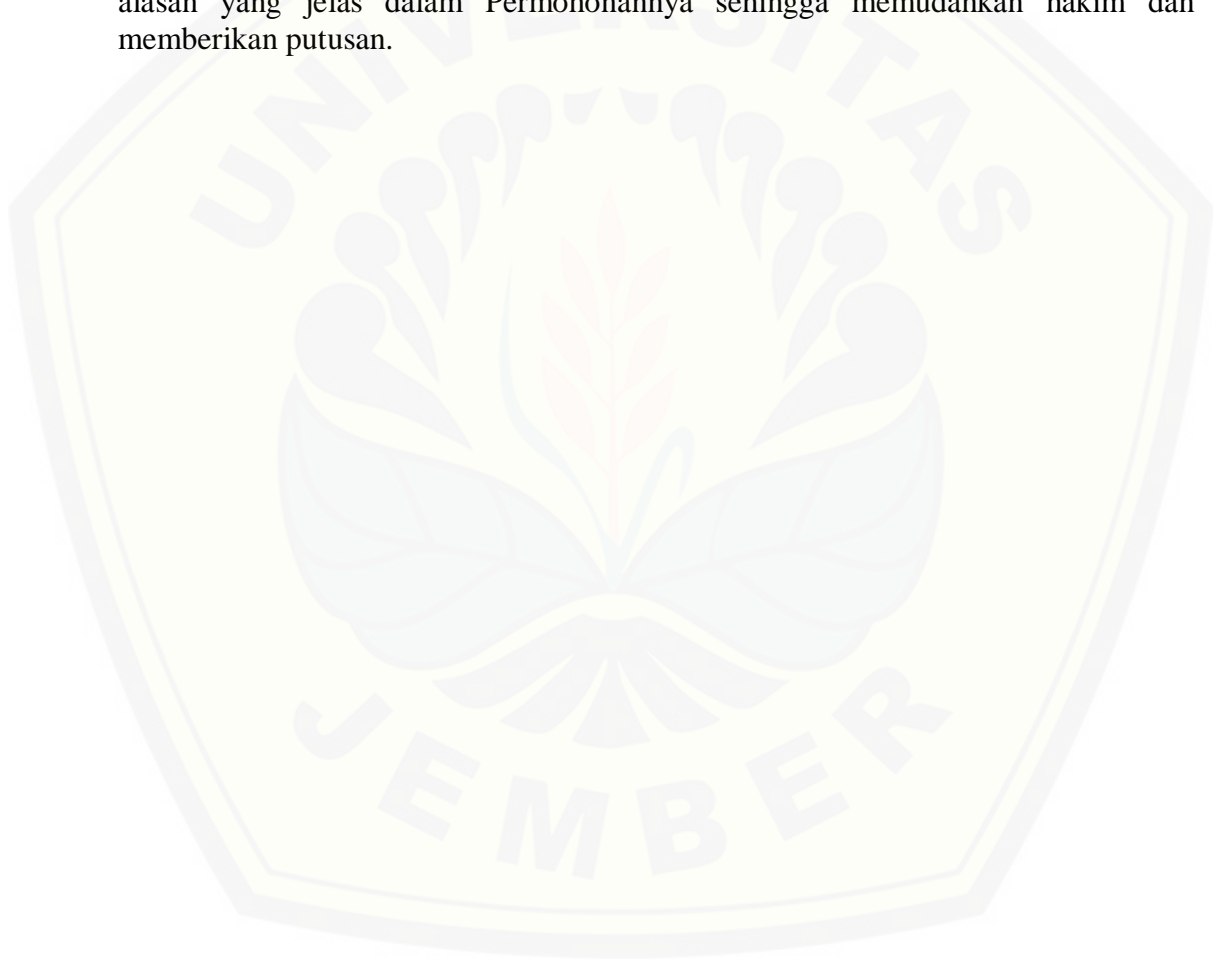 alasan yang jelas dalam Permohonannya sehingga memudahkan hakim dan
memberikan putusan.
UNIVERSITAS
JEMBER